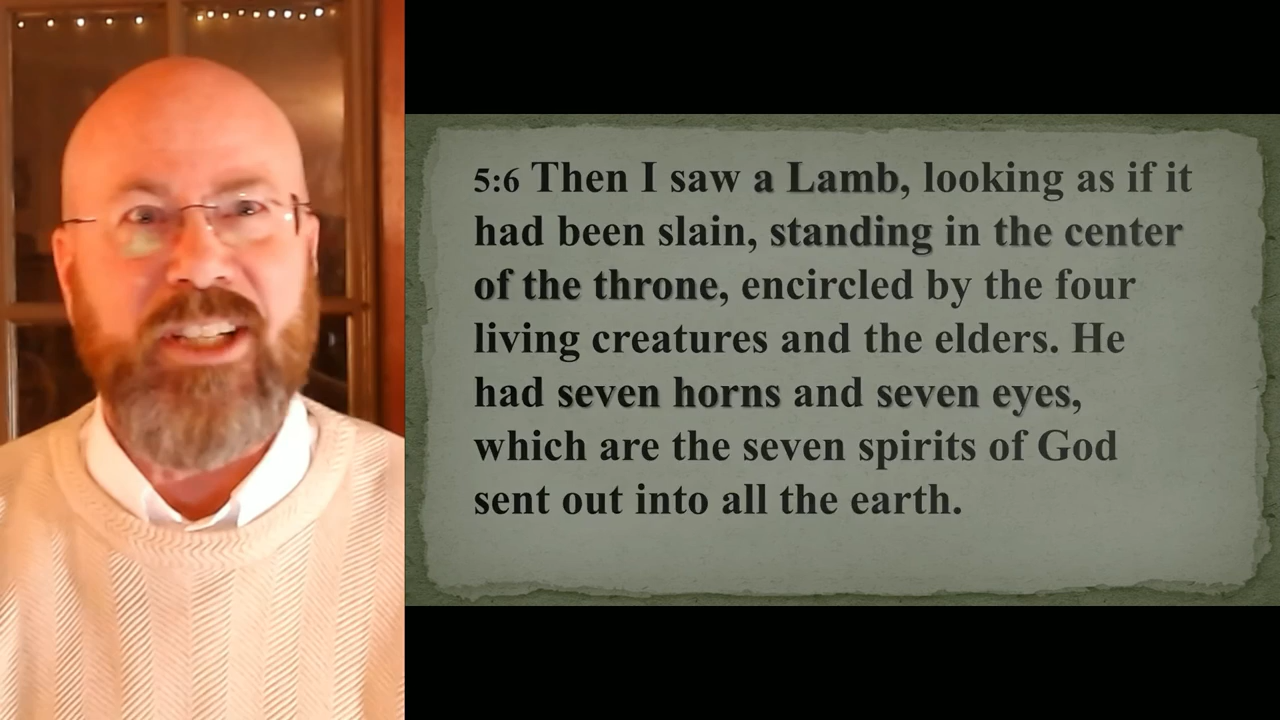 5:6 Then I saw a Lamb, looking as if it
had been slain, standing in the center
of the throne, encircled by the four
living creatures and the elders. He
had seven horns and seven eyes,
which are the seven spirits of God
sent out into all the earth.